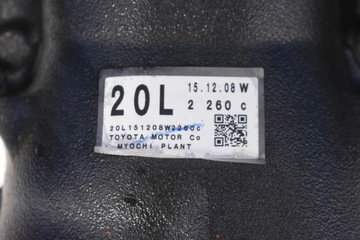 20L 15.12.08 W
2 260 c
20L151208W2260c
TOYOTA MOTOR Co
MYOCHI PLANT